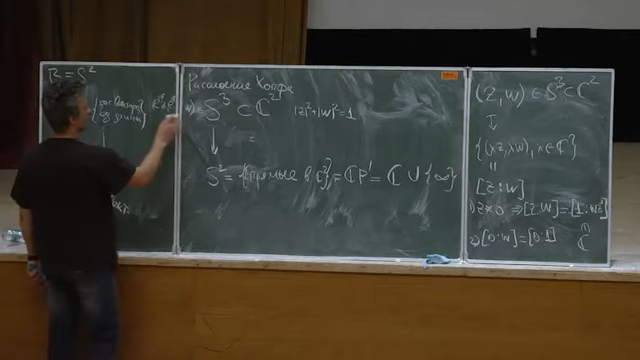 B = S²
Расслоение Хопфа
S³ ⊂ ℂ² |z|²+|w|²=1
↓
S² = {прямые в ℂ²} = ℂP¹ = ℂ ∪ {∞}
(z,w) ∈ S³ ⊂ ℂ²
↓
{(λz, λw), λ ∈ ℂ}
"
[z:w]
1) z≠0 ⇒ [z:w] = [1:w/z]
2) [0:w] = [0:1] ℂ